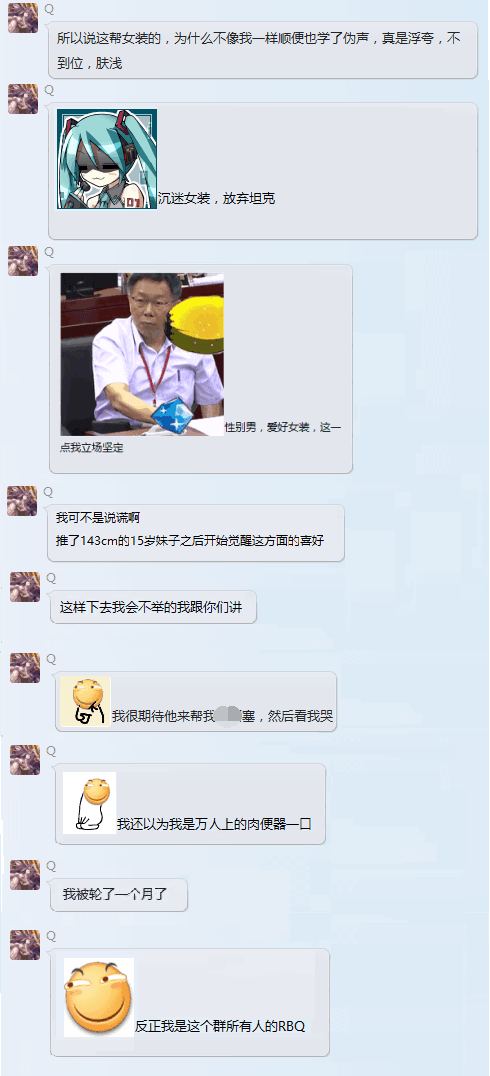 Q
所以说这帮女装的，为什么不像我一样顺便也学了伪声，真是浮夸，不
到位，肤浅
Q
01
沉迷女装，放弃坦克
Q
性别男，爱好女装，这一
点我立场坚定
Q
我可不是说谎啊
推了143cm的15岁妹子之后开始觉醒这方面的喜好
Q
这样下去我会不举的我跟你们讲
Q
我很期待他来帮我 塞，然后看我哭
Q
我还以为我是万人上的肉便器一口
Q
我被轮了一个月了
Q
反正我是这个群所有人的RBQ